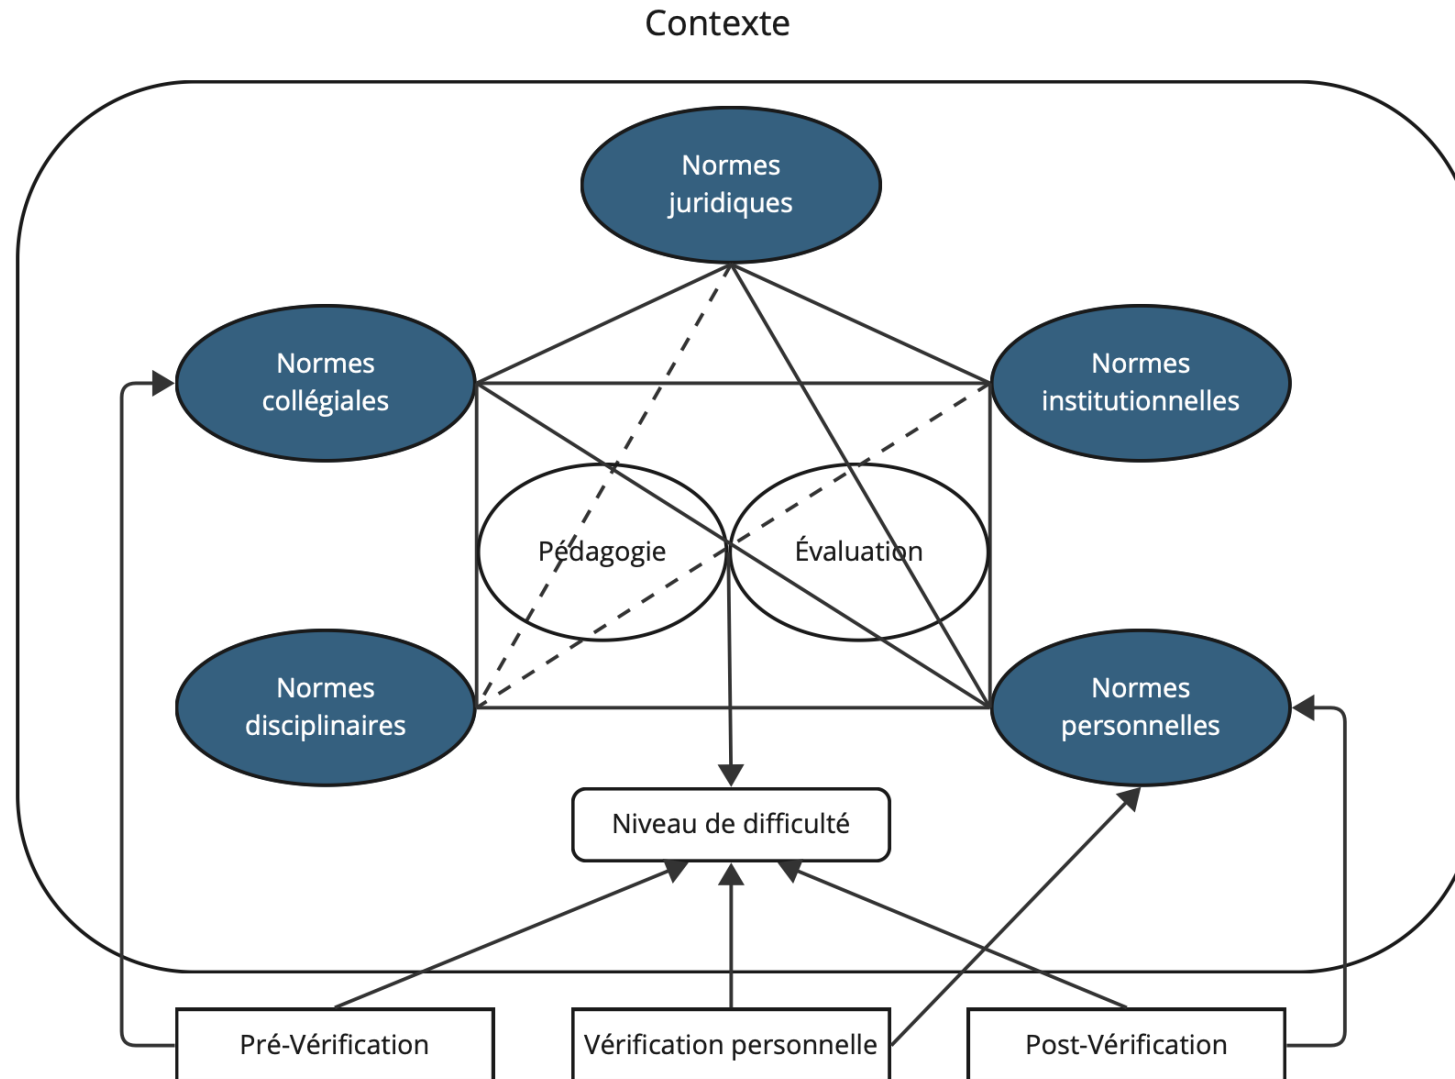 Contexte
Normes
juridiques
Normes
collégiales
Normes
institutionnelles
Pédagogie
Évaluation
Normes
disciplinaires
Normes
personnelles
Niveau de difficulté
Pré-Vérification
Vérification personnelle
Post-Vérification